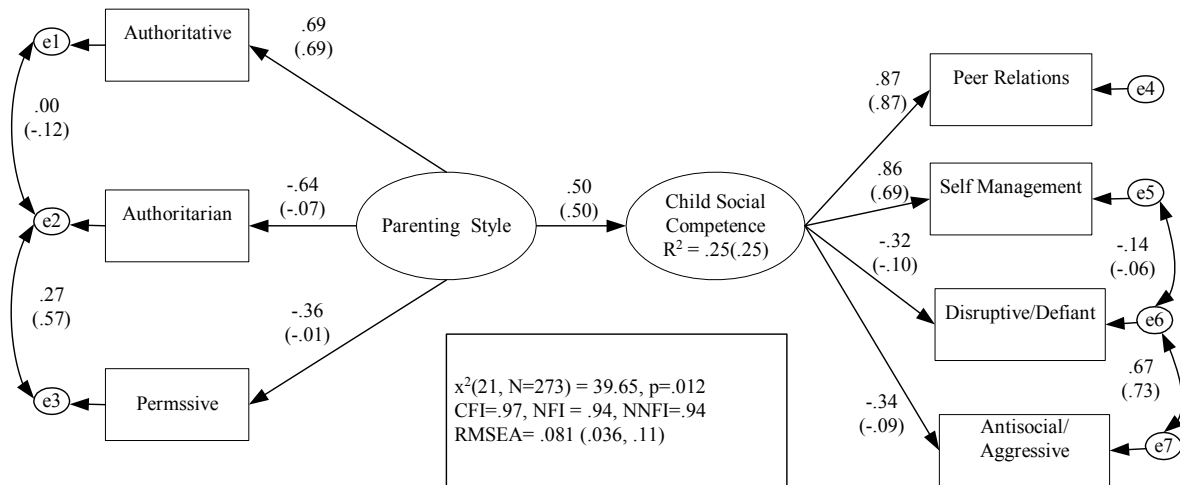 Authoritative
e1
.69
(.69)
.00
(-.12)
Authoritarian
e2
-.64
(-.07)
Parenting Style
.27
(.57)
-.36
(-.01)
Permssive
e3
.50
(.50)
Child Social
Competence
R² = .25(.25)
.87
(.87)
Peer Relations
e4
.86
(.69)
Self Management
e5
-.14
(-.06)
-.32
(-.10)
Disruptive/Defiant
e6
.67
(.73)
-.34
(-.09)
Antisocial/
Aggressive
e7
x²(21, N=273) = 39.65, p=.012
CFI=.97, NFI = .94, NNFI=.94
RMSEA= .081 (.036, .11)